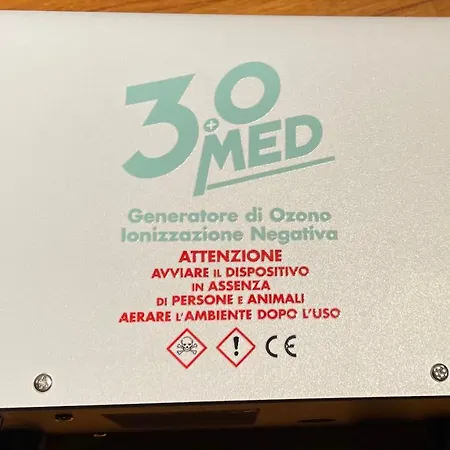 3.0
MED
Generatore di Ozono
Ionizzazione Negativa
ATTENZIONE
AVVIARE IL DISPOSITIVO
IN ASSENZA
DI PERSONE E ANIMALI
AERARE L'AMBIENTE DOPO L'USO
CE